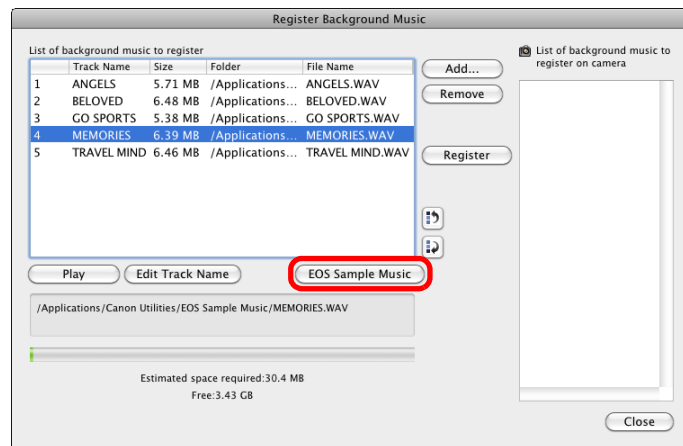 Register Background Music
List of background music to register
Track Name Size Folder File Name
1 ANGELS 5.71 MB /Applications... ANGELS.WAV
2 BELOVED 6.48 MB /Applications... BELOVED.WAV
3 GO SPORTS 5.38 MB /Applications... GO SPORTS.WAV
4 MEMORIES 6.39 MB /Applications... MEMORIES.WAV
5 TRAVEL MIND 6.46 MB /Applications... TRAVEL MIND.WAV
Add...
Remove
Register
Play Edit Track Name EOS Sample Music
/Applications/Canon Utilities/EOS Sample Music/MEMORIES.WAV
Estimated space required:30.4 MB
Free:3.43 GB
List of background music to
register on camera
Close